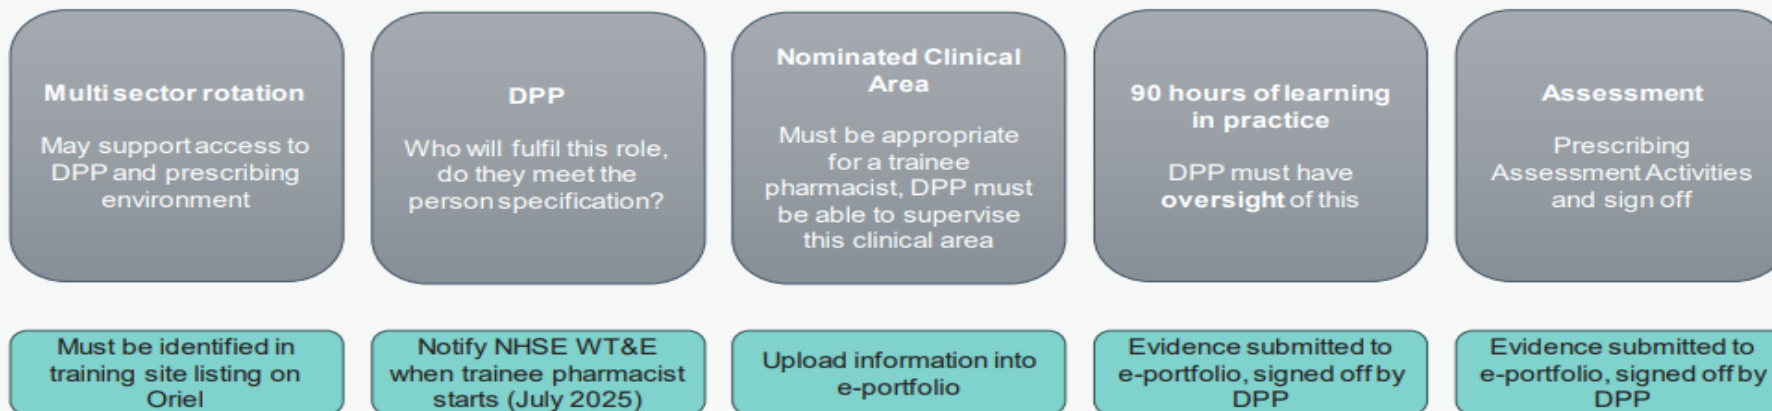 Multi sector rotation
May support access to
DPP and prescribing
environment
DPP
Who will fulfil this role,
do they meet the
person specification?
Nominated Clinical
Area
Must be appropriate
for a trainee
pharmacist, DPP must
be able to supervise
this clinical area
90 hours of learning
in practice
DPP must have
oversight of this
Assessment
Prescribing
Assessment Activities
and sign off
Must be identified in
training site listing on
Oriel
Notify NHSE WT&E
when trainee pharmacist
starts (July 2025)
Upload information into
e-portfolio
Evidence submitted to
e-portfolio, signed off by
DPP
Evidence submitted to
e-portfolio, signed off by
DPP